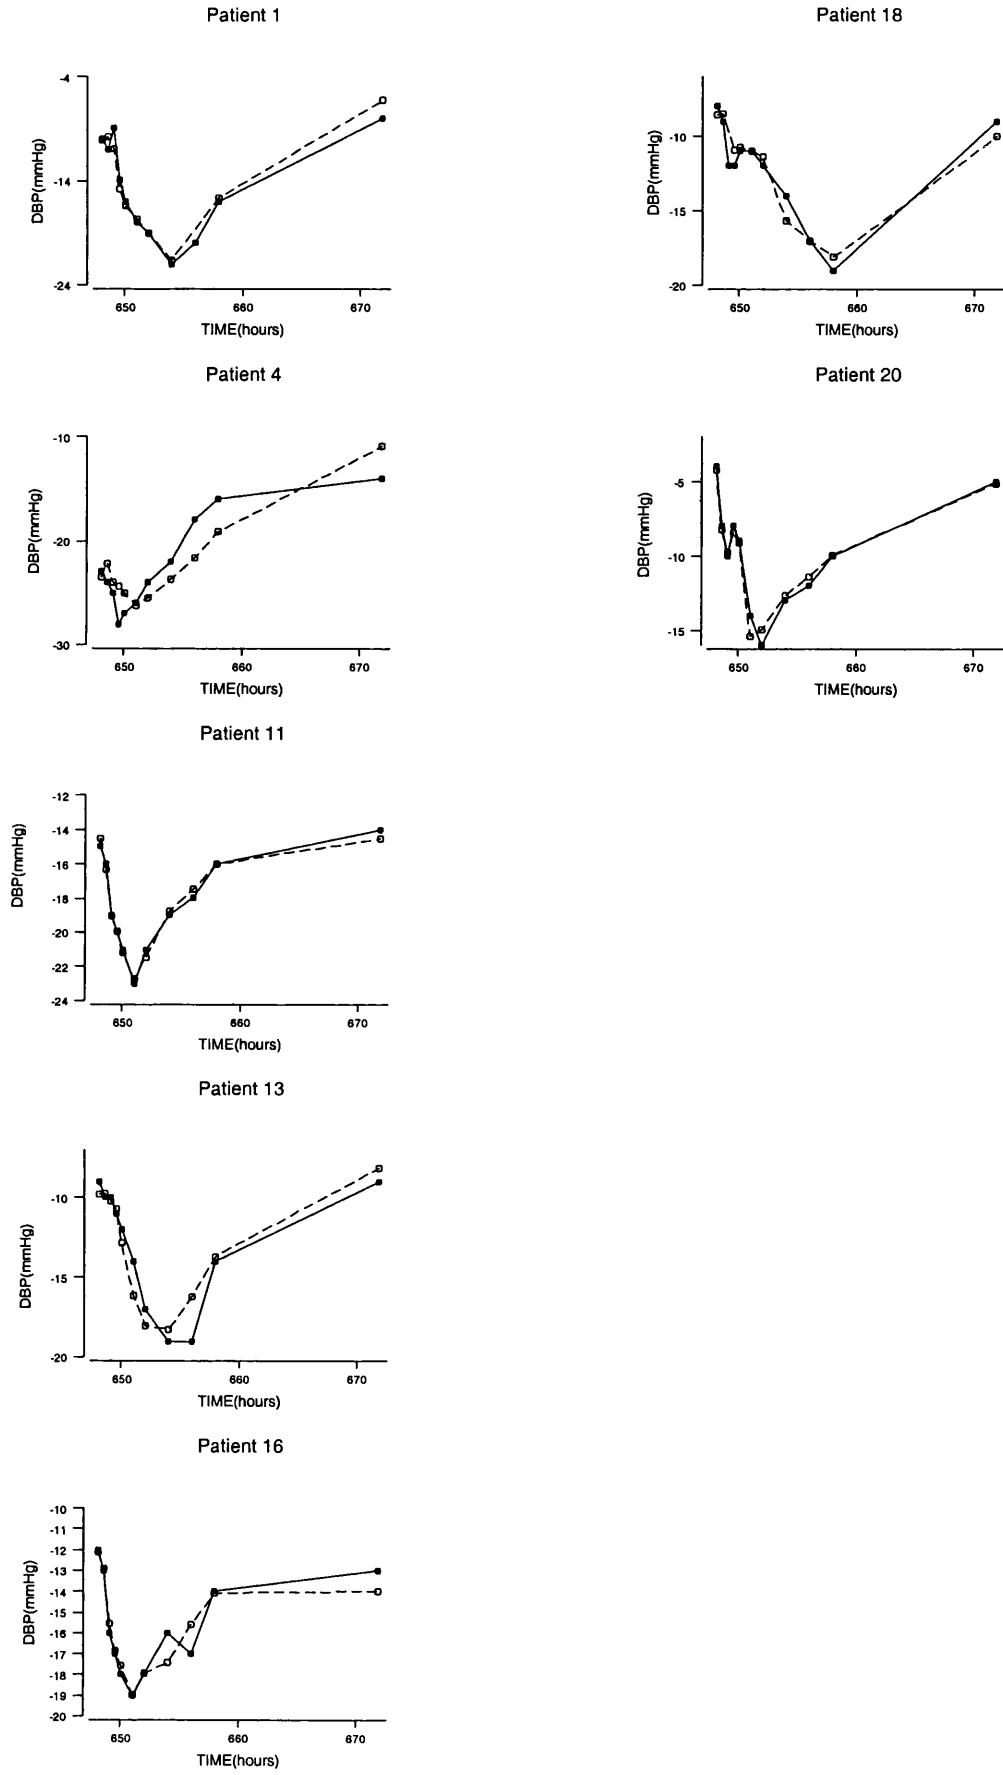 Patient 1
-4
-14
-24
DBP(mmHg)
650
660
670
TIME(hours)
Patient 18
-10
-15
-20
DBP(mmHg)
650
660
670
TIME(hours)
Patient 4
-10
-20
-30
DBP(mmHg)
650
660
670
TIME(hours)
Patient 20
-5
-10
-15
DBP(mmHg)
650
660
670
TIME(hours)
Patient 11
-12
-14
-16
-18
-20
-22
-24
DBP(mmHg)
650
660
670
TIME(hours)
Patient 13
-10
-15
-20
DBP(mmHg)
650
660
670
TIME(hours)
Patient 16
-10
-11
-12
-13
-14
-15
-16
-17
-18
-19
-20
DBP(mmHg)
650
660
670
TIME(hours)